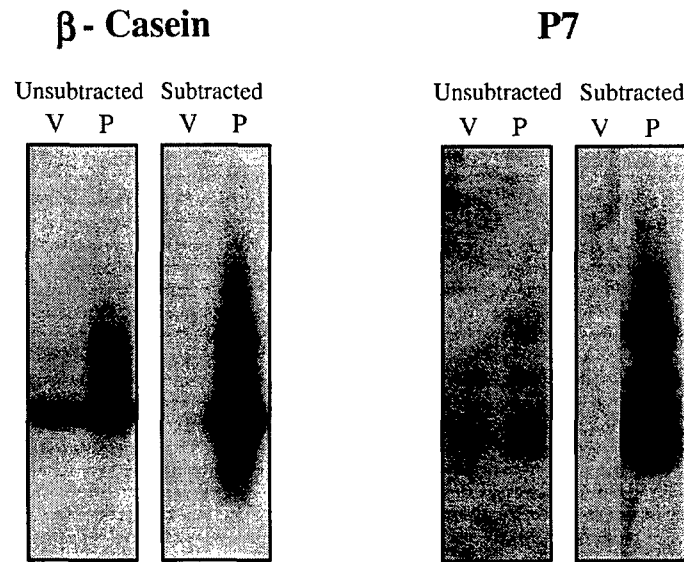 β - Casein P7
Unsubtracted Subtracted Unsubtracted Subtracted
V P V P V P V P